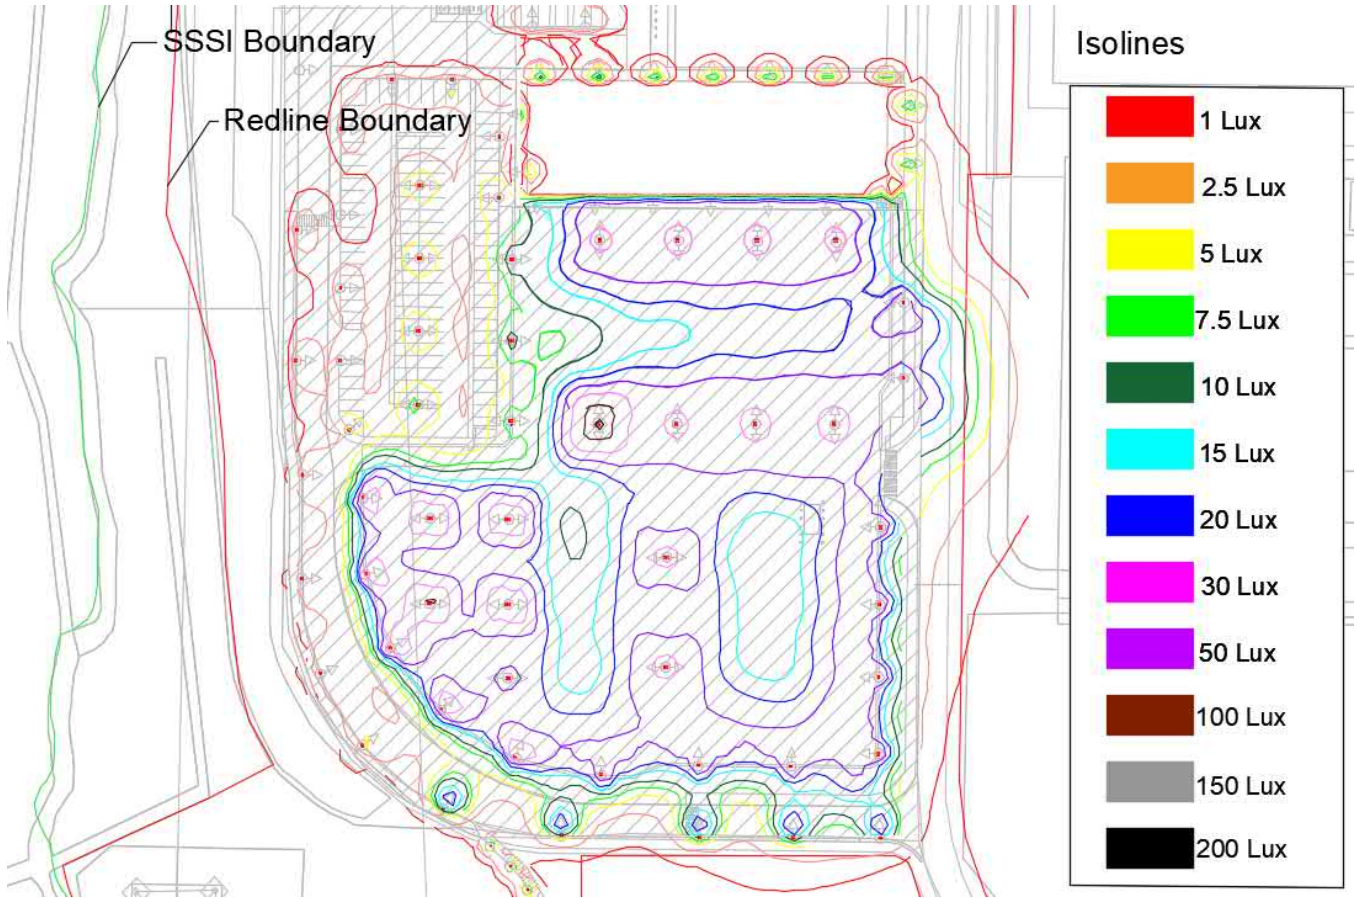 SSSI Boundary
Redline Boundary
Isolines
1 Lux
2.5 Lux
5 Lux
7.5 Lux
10 Lux
15 Lux
20 Lux
30 Lux
50 Lux
100 Lux
150 Lux
200 Lux